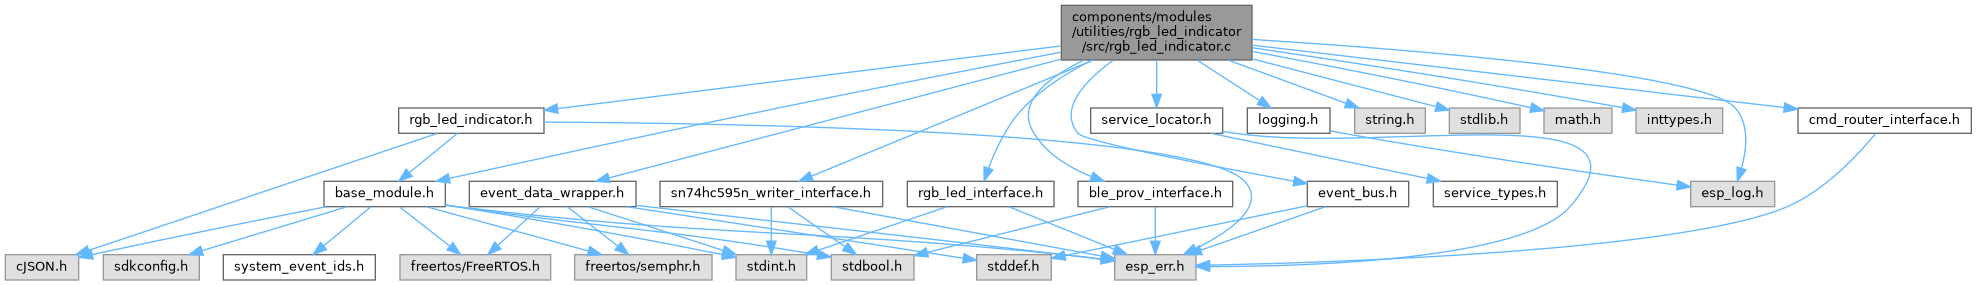 components/modules
/utilities/rgb_led_indicator
/src/rgb_led_indicator.c
rgb_led_indicator.h
service_locator.h
logging.h
string.h
stdlib.h
math.h
inttypes.h
cmd_router_interface.h
base_module.h
event_data_wrapper.h
sn74hc595n_writer_interface.h
rgb_led_interface.h
ble_prov_interface.h
event_bus.h
service_types.h
esp_log.h
cJSON.h
sdkconfig.h
system_event_ids.h
freertos/FreeRTOS.h
freertos/semphr.h
stdint.h
stdbool.h
stddef.h
esp_err.h